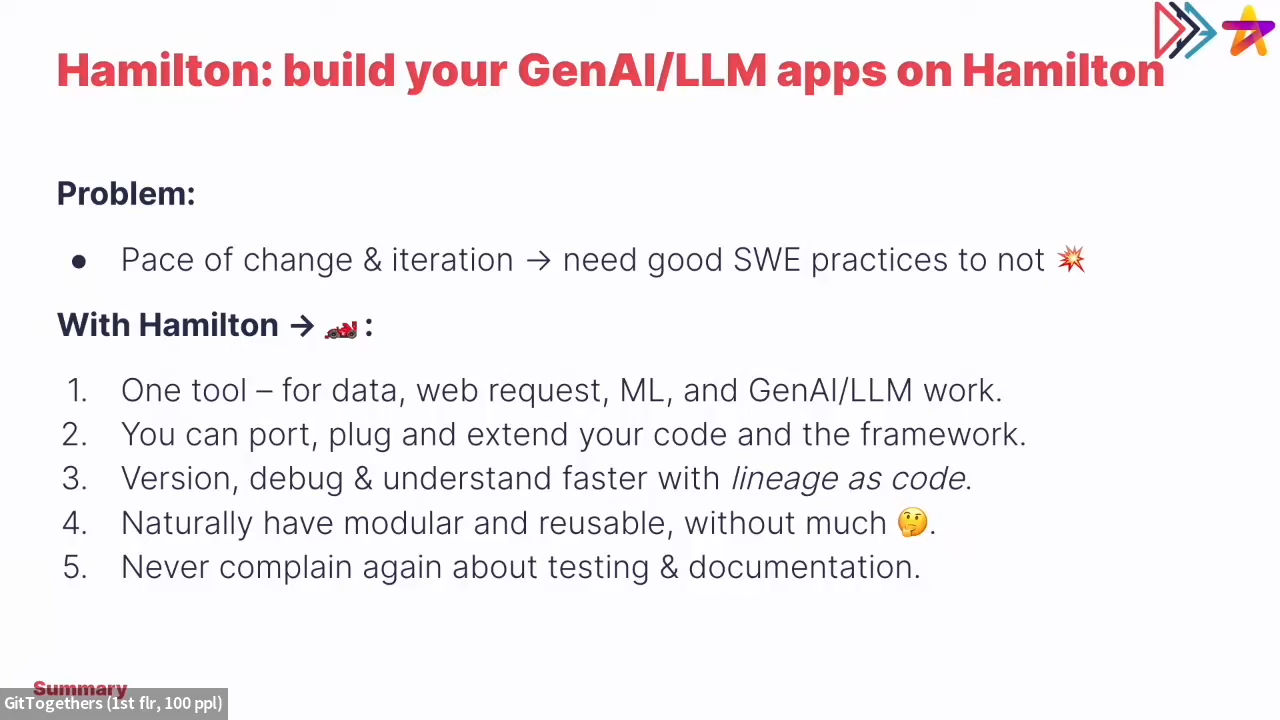 Hamilton: build your GenAI/LLM apps on Hamilton
Problem:
● Pace of change & iteration → need good SWE practices to not 💥
With Hamilton → 🏎️ :
1. One tool – for data, web request, ML, and GenAI/LLM work.
2. You can port, plug and extend your code and the framework.
3. Version, debug & understand faster with lineage as code.
4. Naturally have modular and reusable, without much 🤔.
5. Never complain again about testing & documentation.
Summary
GitTogethers (1st flr, 100 ppl)